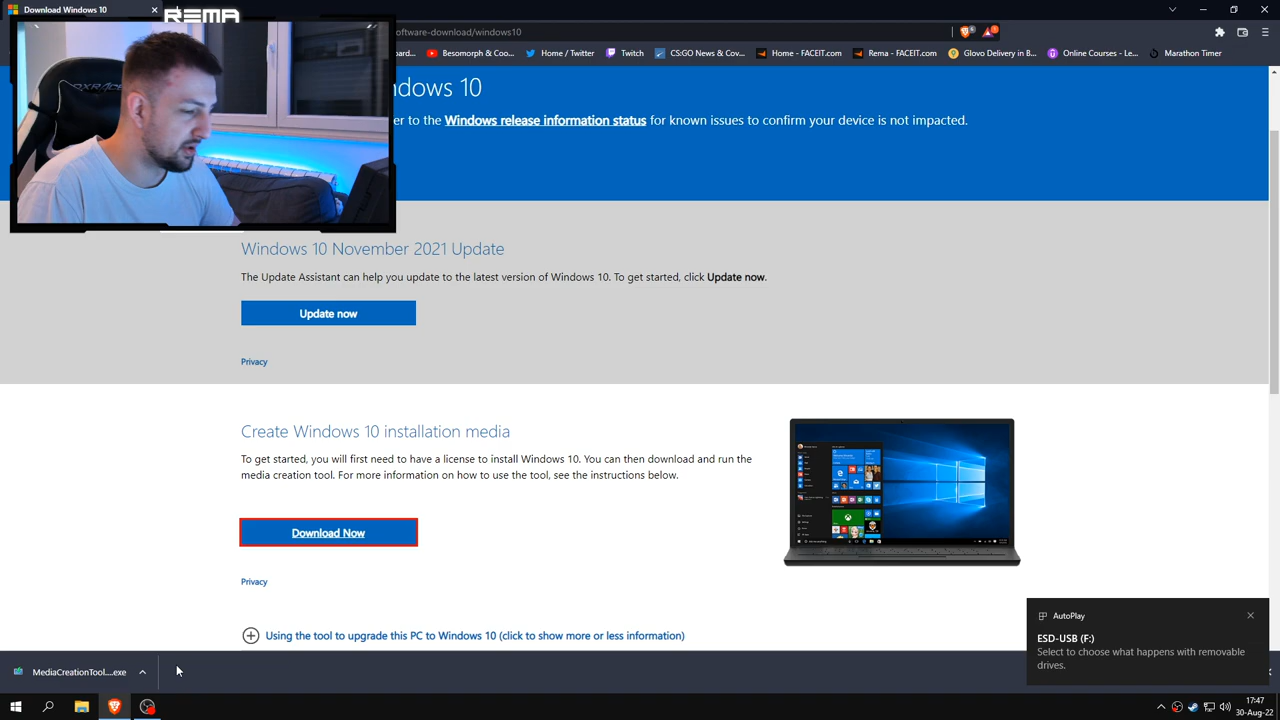 Download Windows 10
REMA
oftware-download/windows10
oard...
Besomorph & Coo...
Home / Twitter
Twitch
CS:GO News & Cov...
Home - FACEIT.com
Rema - FACEIT.com
Glovo Delivery in B...
Online Courses - Le...
Marathon Timer
ndows 10
er to the Windows release information status for known issues to confirm your device is not impacted.
Windows 10 November 2021 Update
The Update Assistant can help you update to the latest version of Windows 10. To get started, click Update now.
Update now
Privacy
Create Windows 10 installation media
To get started, you will first need to have a license to install Windows 10. You can then download and run the
media creation tool. For more information on how to use the tool, see the instructions below.
Download Now
Privacy
Using the tool to upgrade this PC to Windows 10 (click to show more or less information)
AutoPlay
ESD-USB (F:)
Select to choose what happens with removable
drives.
MediaCreationTool....exe
17:47
30-Aug-22